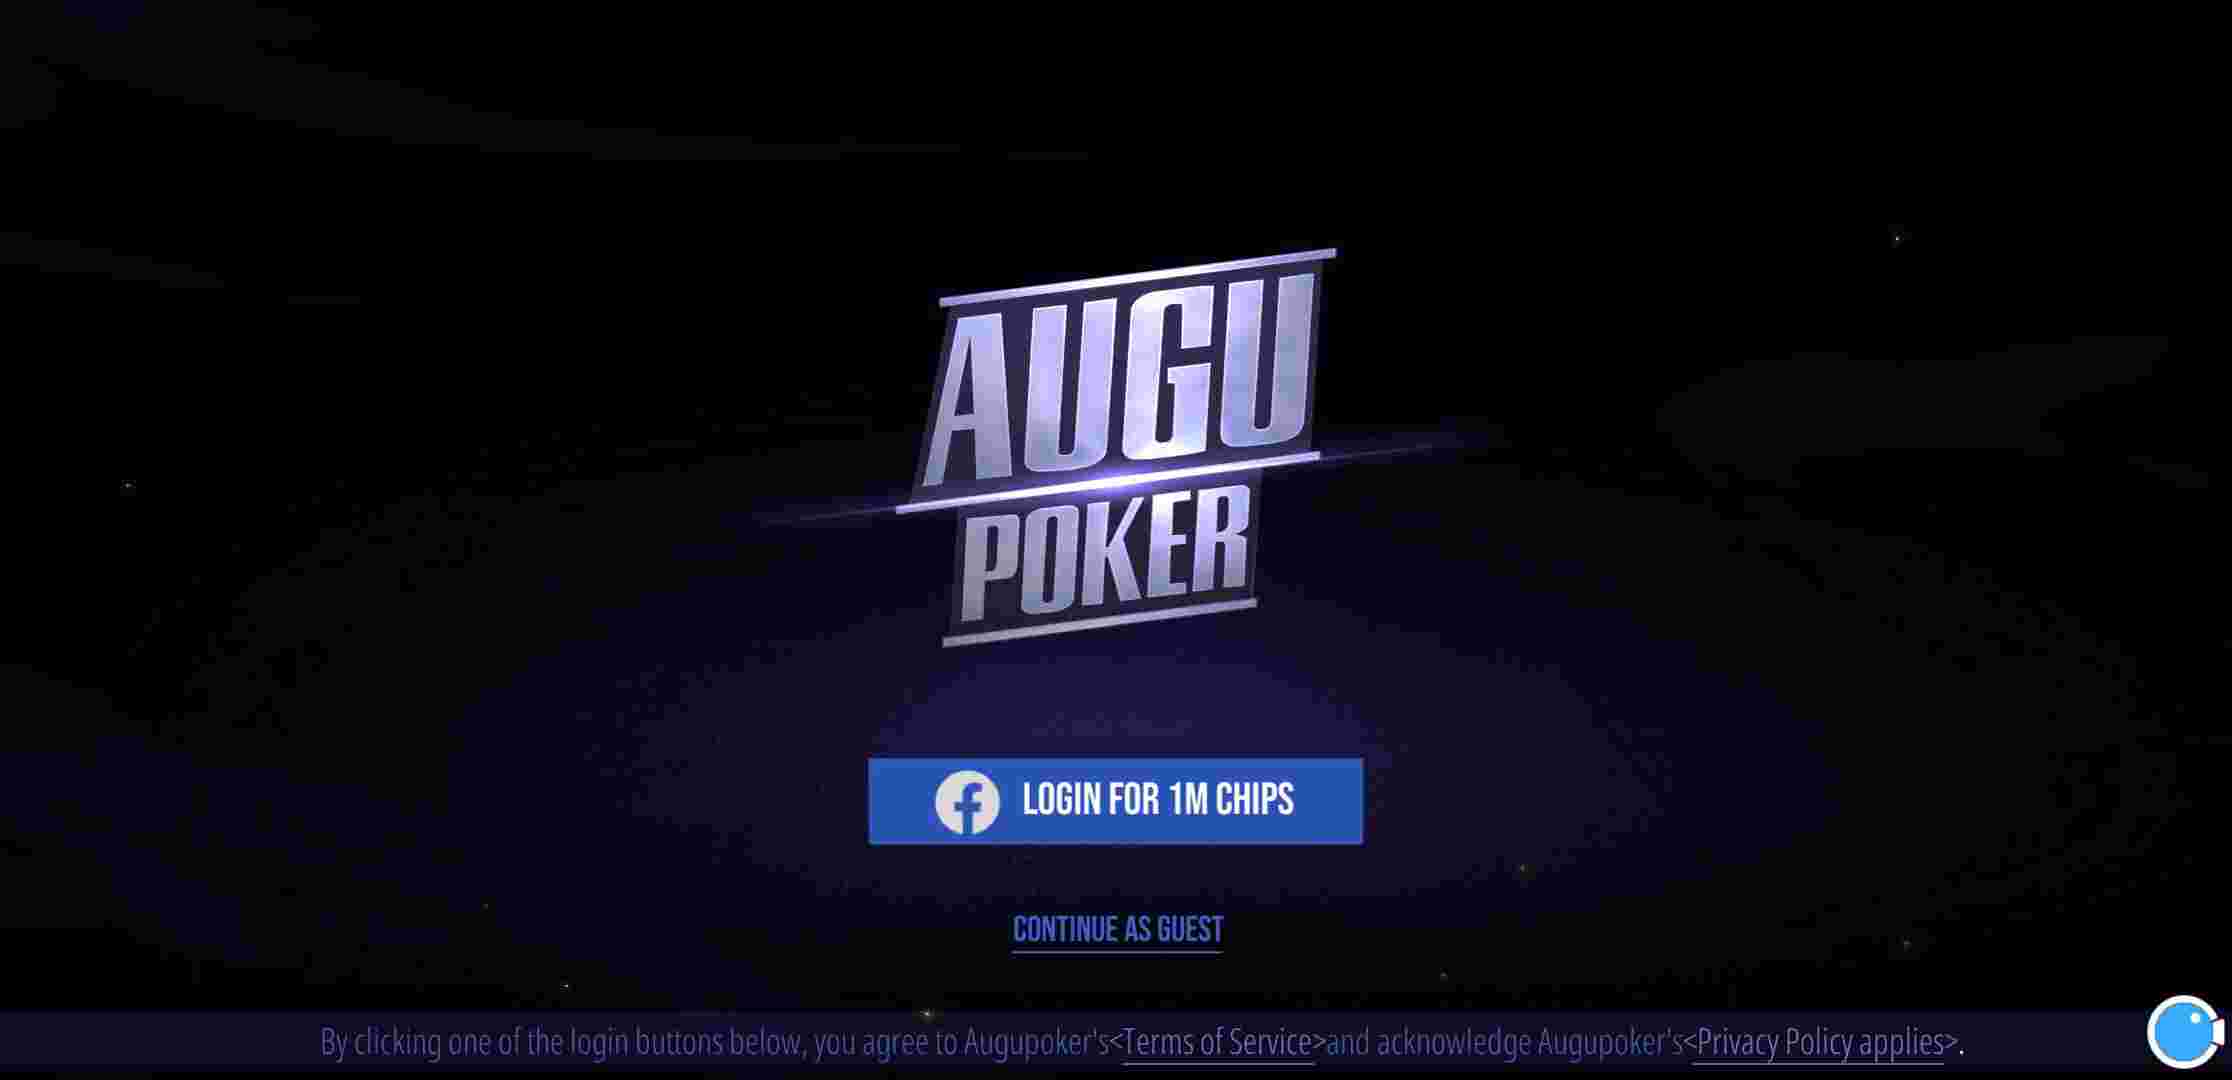 AUGU
POKER
LOGIN FOR 1M CHIPS
CONTINUE AS GUEST
By clicking one of the login buttons below, you agree to Augupoker's<Terms of Service>and acknowledge Augupoker's<Privacy Policy applies>.